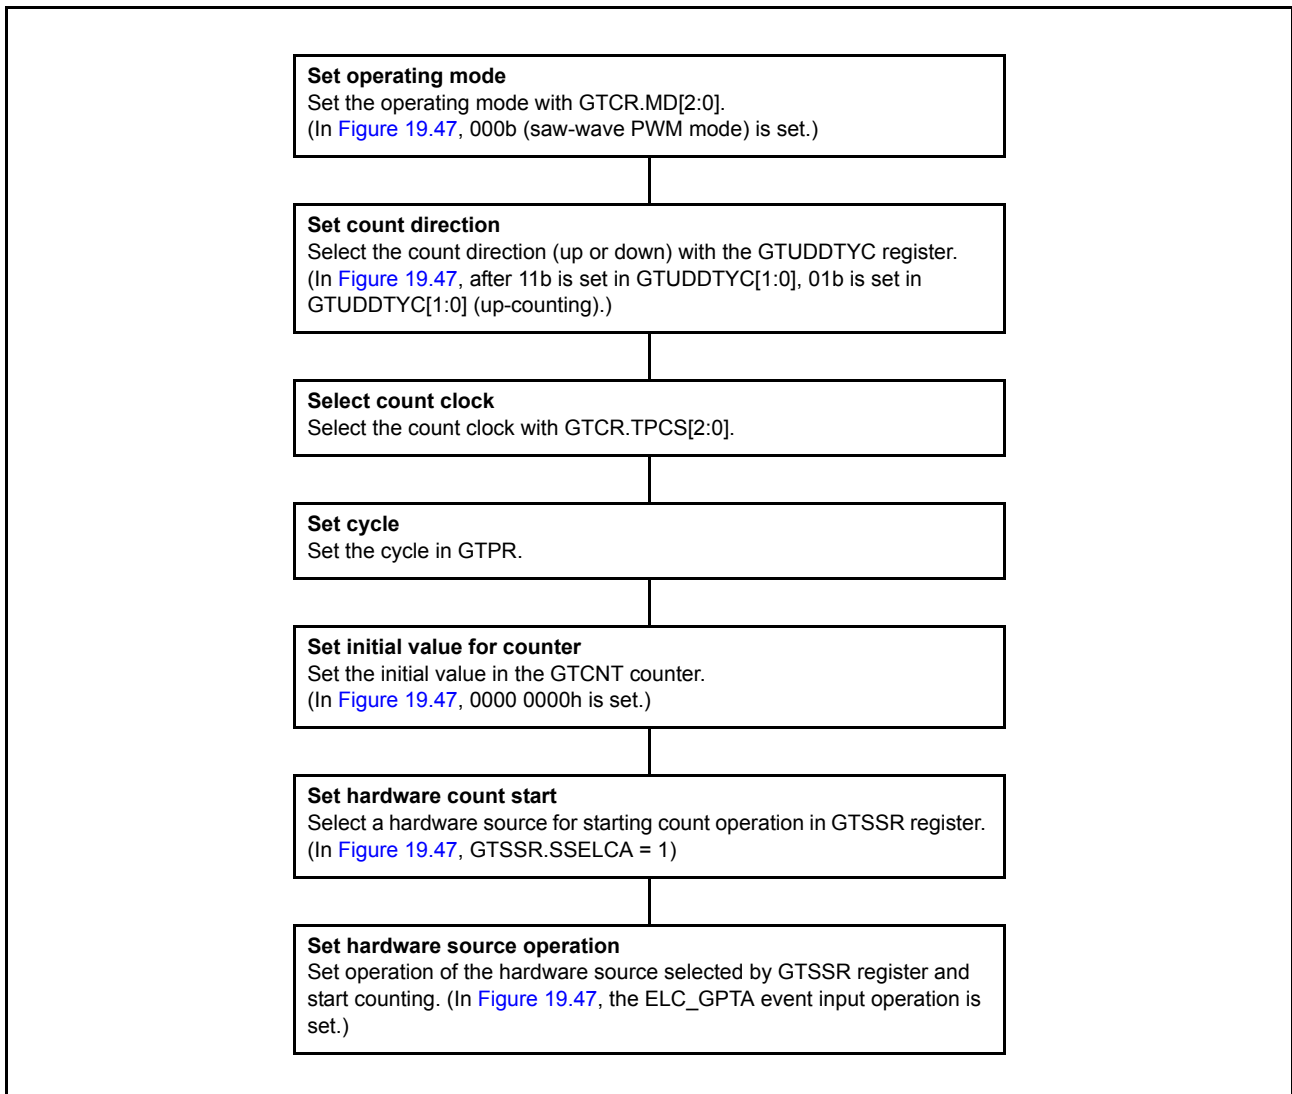 Set operating mode
Set the operating mode with GTCR.MD[2:0].
(In Figure 19.47, 000b (saw-wave PWM mode) is set.)
Set count direction
Select the count direction (up or down) with the GTUDDTYC register.
(In Figure 19.47, after 11b is set in GTUDDTYC[1:0], 01b is set in
GTUDDTYC[1:0] (up-counting).)
Select count clock
Select the count clock with GTCR.TPCS[2:0].
Set cycle
Set the cycle in GTPR.
Set initial value for counter
Set the initial value in the GTCNT counter.
(In Figure 19.47, 0000 0000h is set.)
Set hardware count start
Select a hardware source for starting count operation in GTSSR register.
(In Figure 19.47, GTSSR.SSELCA = 1)
Set hardware source operation
Set operation of the hardware source selected by GTSSR register and
start counting. (In Figure 19.47, the ELC_GPTA event input operation is
set.)